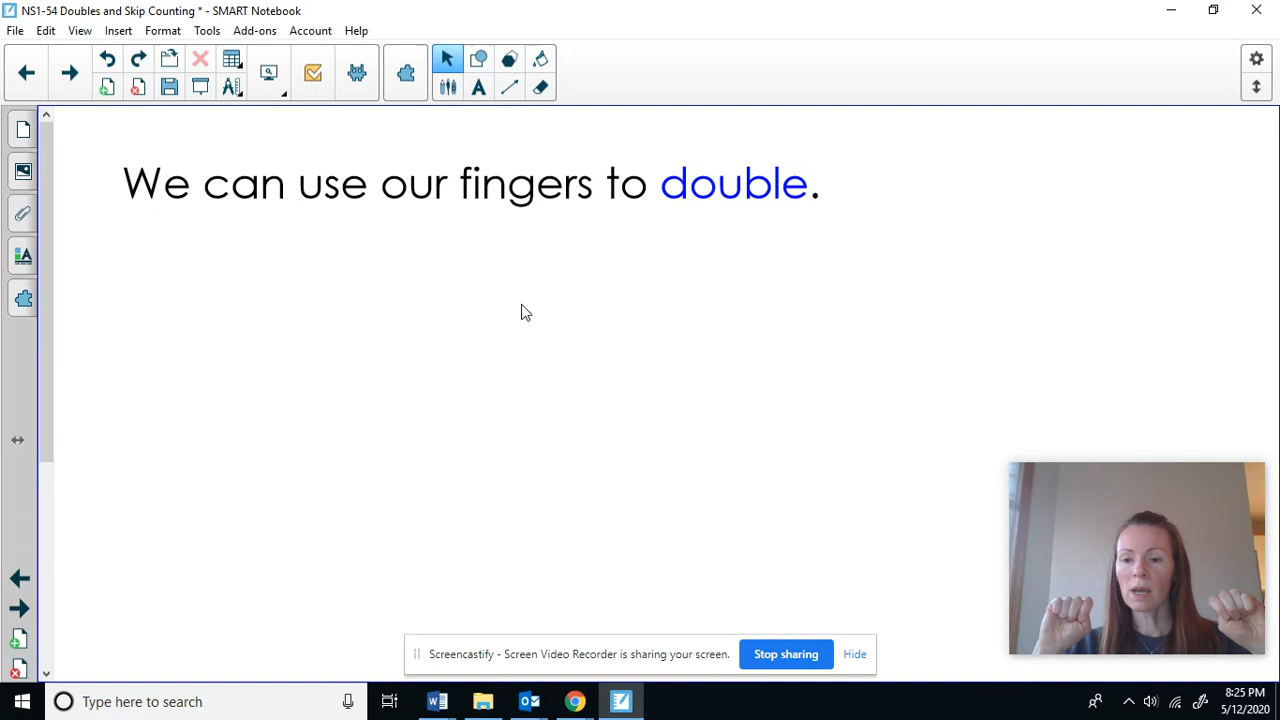 NS1-54 Doubles and Skip Counting * - SMART Notebook
File Edit View Insert Format Tools Add-ons Account Help
We can use our fingers to double.
Screencastify - Screen Video Recorder is sharing your screen. Stop sharing Hide
Type here to search
8:25 PM
5/12/2020